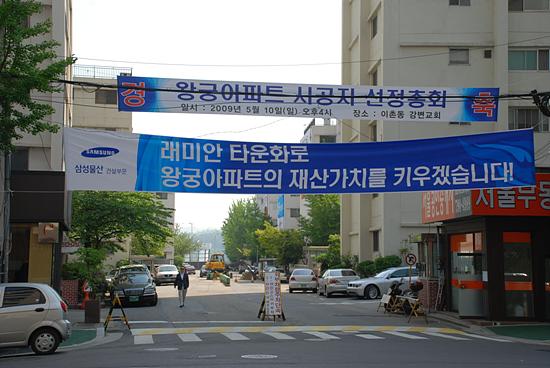 경 왕궁아파트 시공자 선정총회 축
일시 : 2009년 5월 10일(일) 오후4시 장소 : 이촌동 강변교회
SAMSUNG
삼성물산 건설부문
래미안 타운화로
왕궁아파트의 재산가치를 키우겠습니다!
서울부동